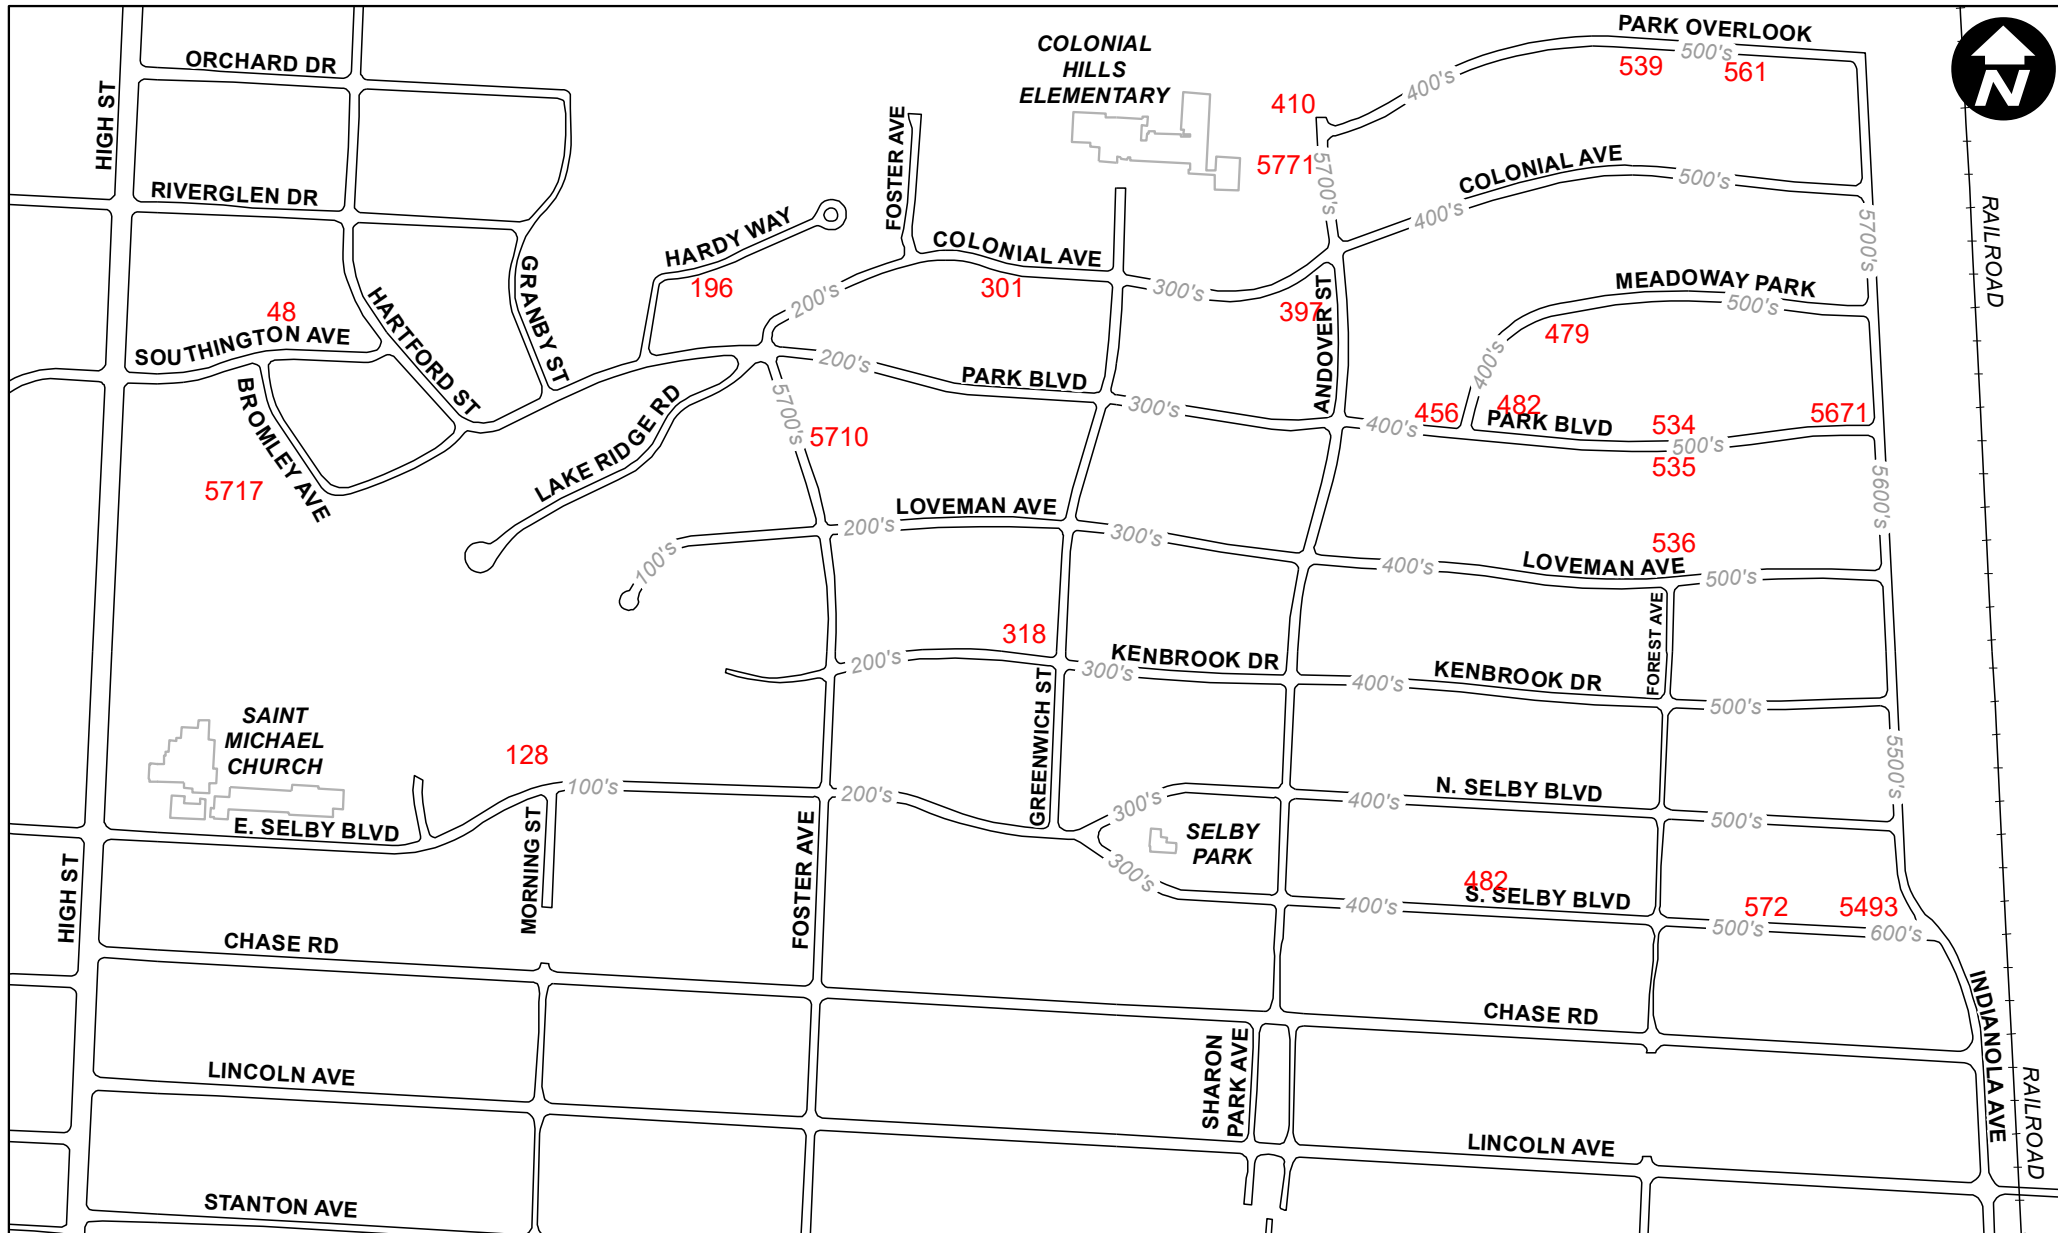 PARK OVERLOOK
500's
COLONIAL
HILLS
ELEMENTARY
ORCHARD DR
539
561
400's
410
N
HIGH ST
FOSTER AVE
5771
5700's
COLONIAL AVE
500's
RIVERGLEN DR
400's
RAILROAD
HARDY WAY
COLONIAL AVE
5700's
196
200's
301
300's
397
ANDOVER ST
MEADOWAY PARK
500's
GRANBY ST
48
HARTFORD ST
SOUTHINGTON AVE
479
400's
200's
PARK BLVD
300's
BROMLEY AVE
LAKE RIDGE RD
5700's
5710
400's
456
482
PARK BLVD
534
500's
535
5671
5717
5600's
LOVEMAN AVE
200's
300's
100's
536
LOVEMAN AVE
400's
500's
FOREST AVE
318
200's
KENBROOK DR
300's
KENBROOK DR
400's
500's
GREENWICH ST
SAINT
MICHAEL
CHURCH
128
100's
200's
5500's
N. SELBY BLVD
300's
400's
500's
E. SELBY BLVD
MORNING ST
FOSTER AVE
SELBY
PARK
300's
HIGH ST
482
S. SELBY BLVD
400's
572
5493
500's
600's
CHASE RD
INDIANOLA AVE
CHASE RD
SHARON
PARK AVE
LINCOLN AVE
RAILROAD
LINCOLN AVE
STANTON AVE